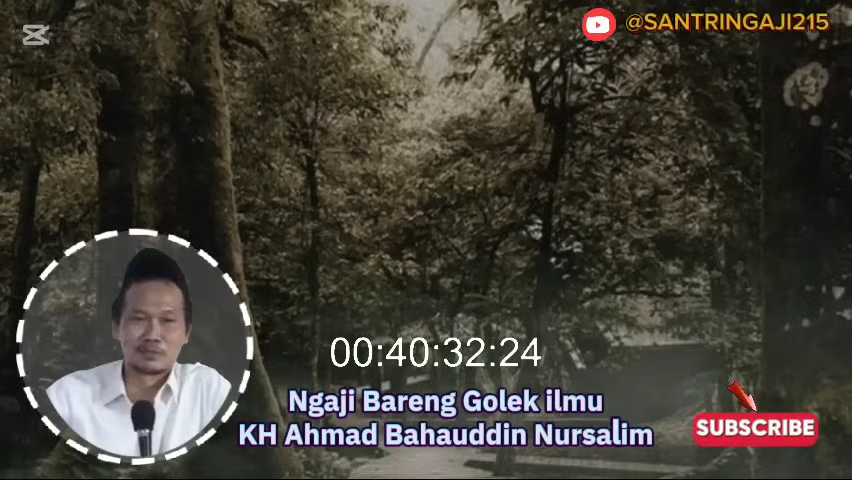 @SANTRINGAJI215
00:40:32:24
Ngaji Bareng Golek ilmu
KH Ahmad Bahauddin Nursalim
SUBSCRIBE